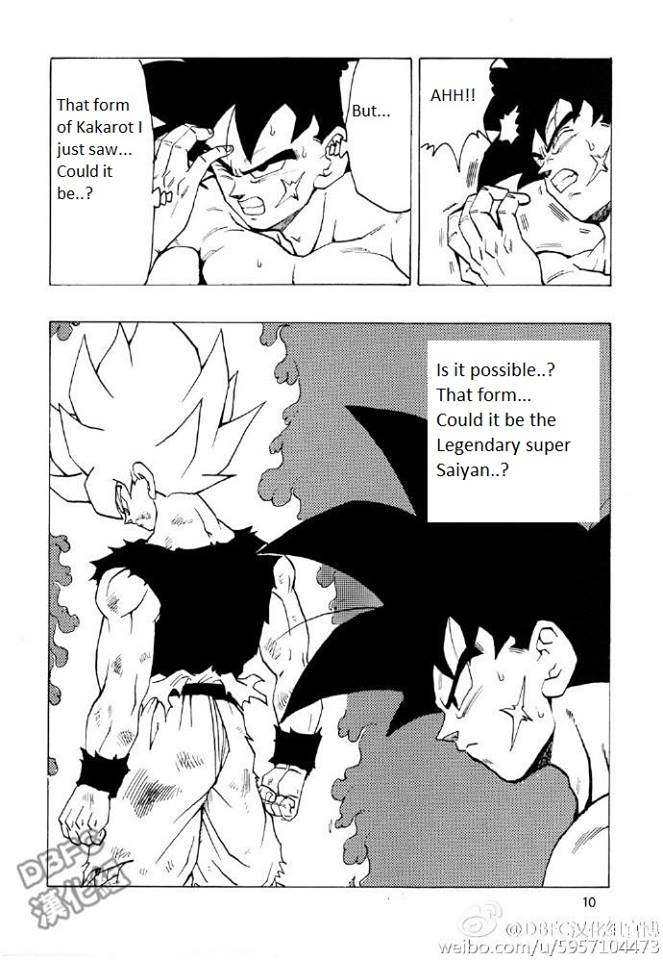 That form
of Kakarot I
just saw...
Could it
be..?
But...
AHH!!
Is it possible..?
That form...
Could it be the
Legendary super
Saiyan..?
10
DBFC
漢化组
@DBFC汉化组官博
weibo.com/u/5957104473